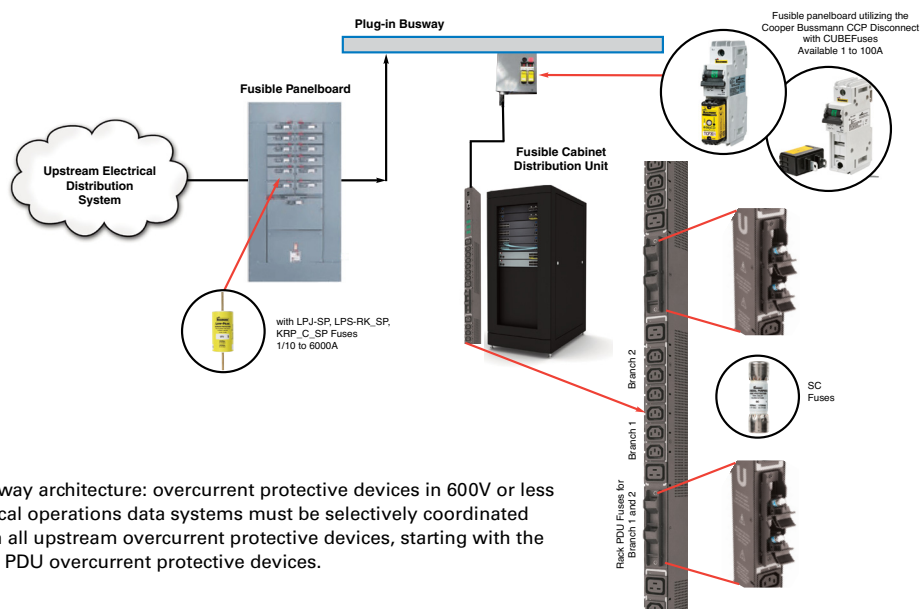 Plug-in Busway
Fusible panelboard utilizing the
Cooper Bussmann CCP Disconnect
with CUBEFuses
Available 1 to 100A
Fusible Panelboard
Upstream Electrical
Distribution
System
Fusible Cabinet
Distribution Unit
with LPJ-SP, LPS-RK_SP,
KRP_C_SP Fuses
1/10 to 6000A
Branch 2
Branch 1
SC
Fuses
Rack PDU Fuses for
Branch 1 and 2
way architecture: overcurrent protective devices in 600V or less
cal operations data systems must be selectively coordinated
all upstream overcurrent protective devices, starting with the
PDU overcurrent protective devices.